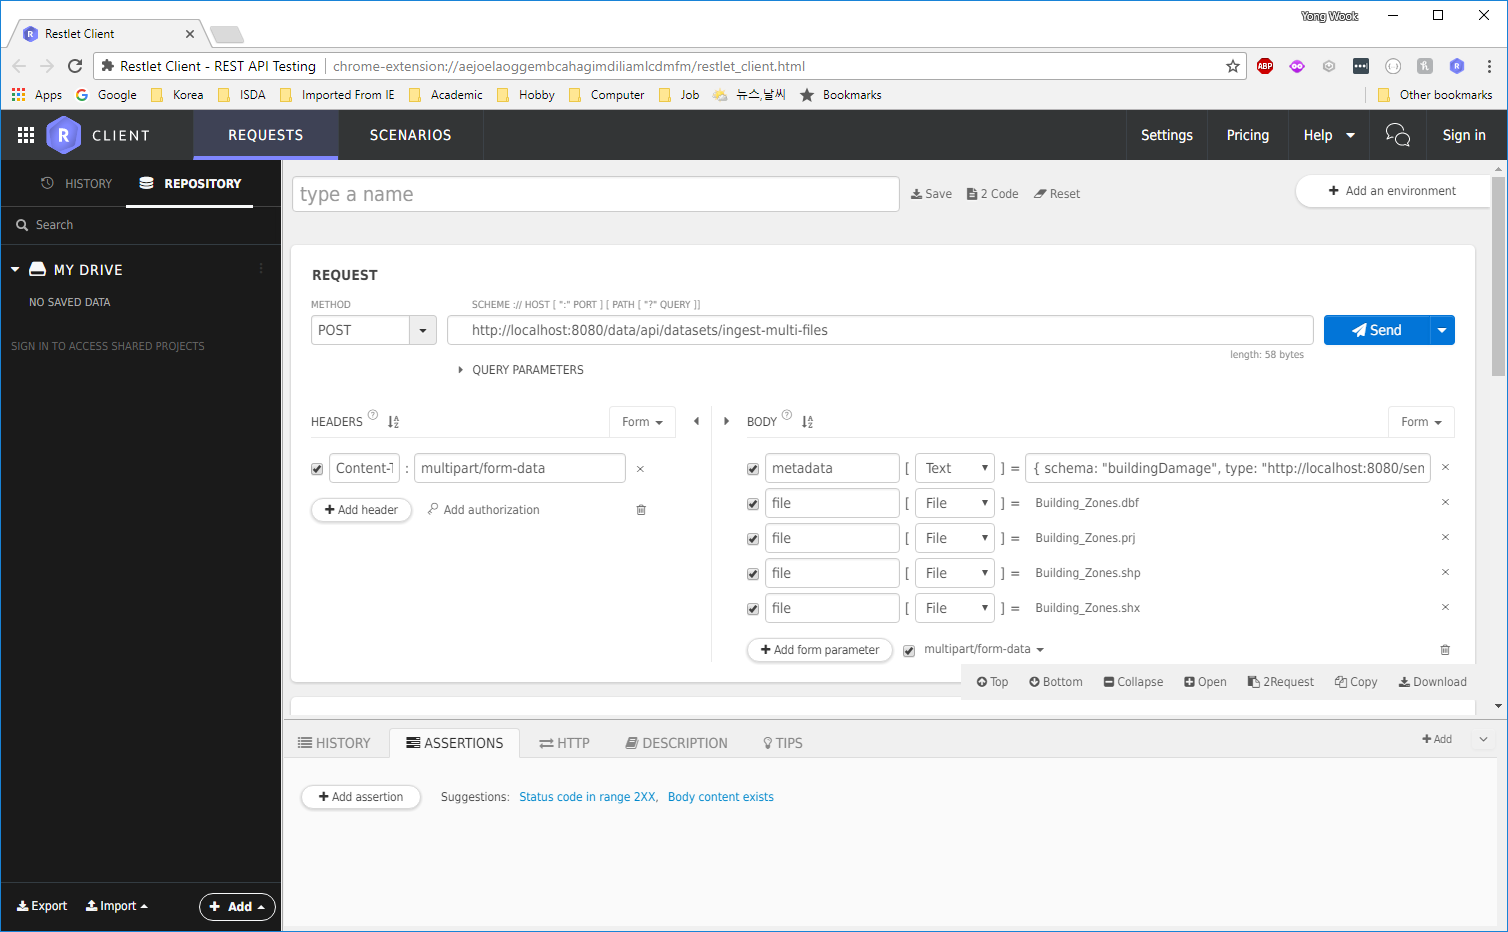 Yong Wook
Restlet Client
Restlet Client - REST API Testing chrome-extension://aejoelaoggembcahagimdiliamlcdmfm/restlet_client.html
ABP
Apps Google Korea ISDA Imported From IE Academic Hobby Computer Job 뉴스,날씨 Bookmarks Other bookmarks
R CLIENT REQUESTS SCENARIOS Settings Pricing Help Sign in
HISTORY REPOSITORY
Search
MY DRIVE
NO SAVED DATA
SIGN IN TO ACCESS SHARED PROJECTS
type a name Save 2 Code Reset Add an environment
REQUEST
METHOD SCHEME :// HOST [ ":" PORT ] [ PATH [ "?" QUERY ]]
POST http://localhost:8080/data/api/datasets/ingest-multi-files Send
length: 58 bytes
QUERY PARAMETERS
HEADERS ? Form BODY ? Form
Content-T : multipart/form-data ×
Add header Add authorization
metadata [ Text ] = { schema: "buildingDamage", type: "http://localhost:8080/sen ×
file [ File ] = Building_Zones.dbf ×
file [ File ] = Building_Zones.prj ×
file [ File ] = Building_Zones.shp ×
file [ File ] = Building_Zones.shx ×
Add form parameter multipart/form-data
Top Bottom Collapse Open 2Request Copy Download
HISTORY ASSERTIONS HTTP DESCRIPTION TIPS Add
Add assertion Suggestions: Status code in range 2XX, Body content exists
Export Import Add